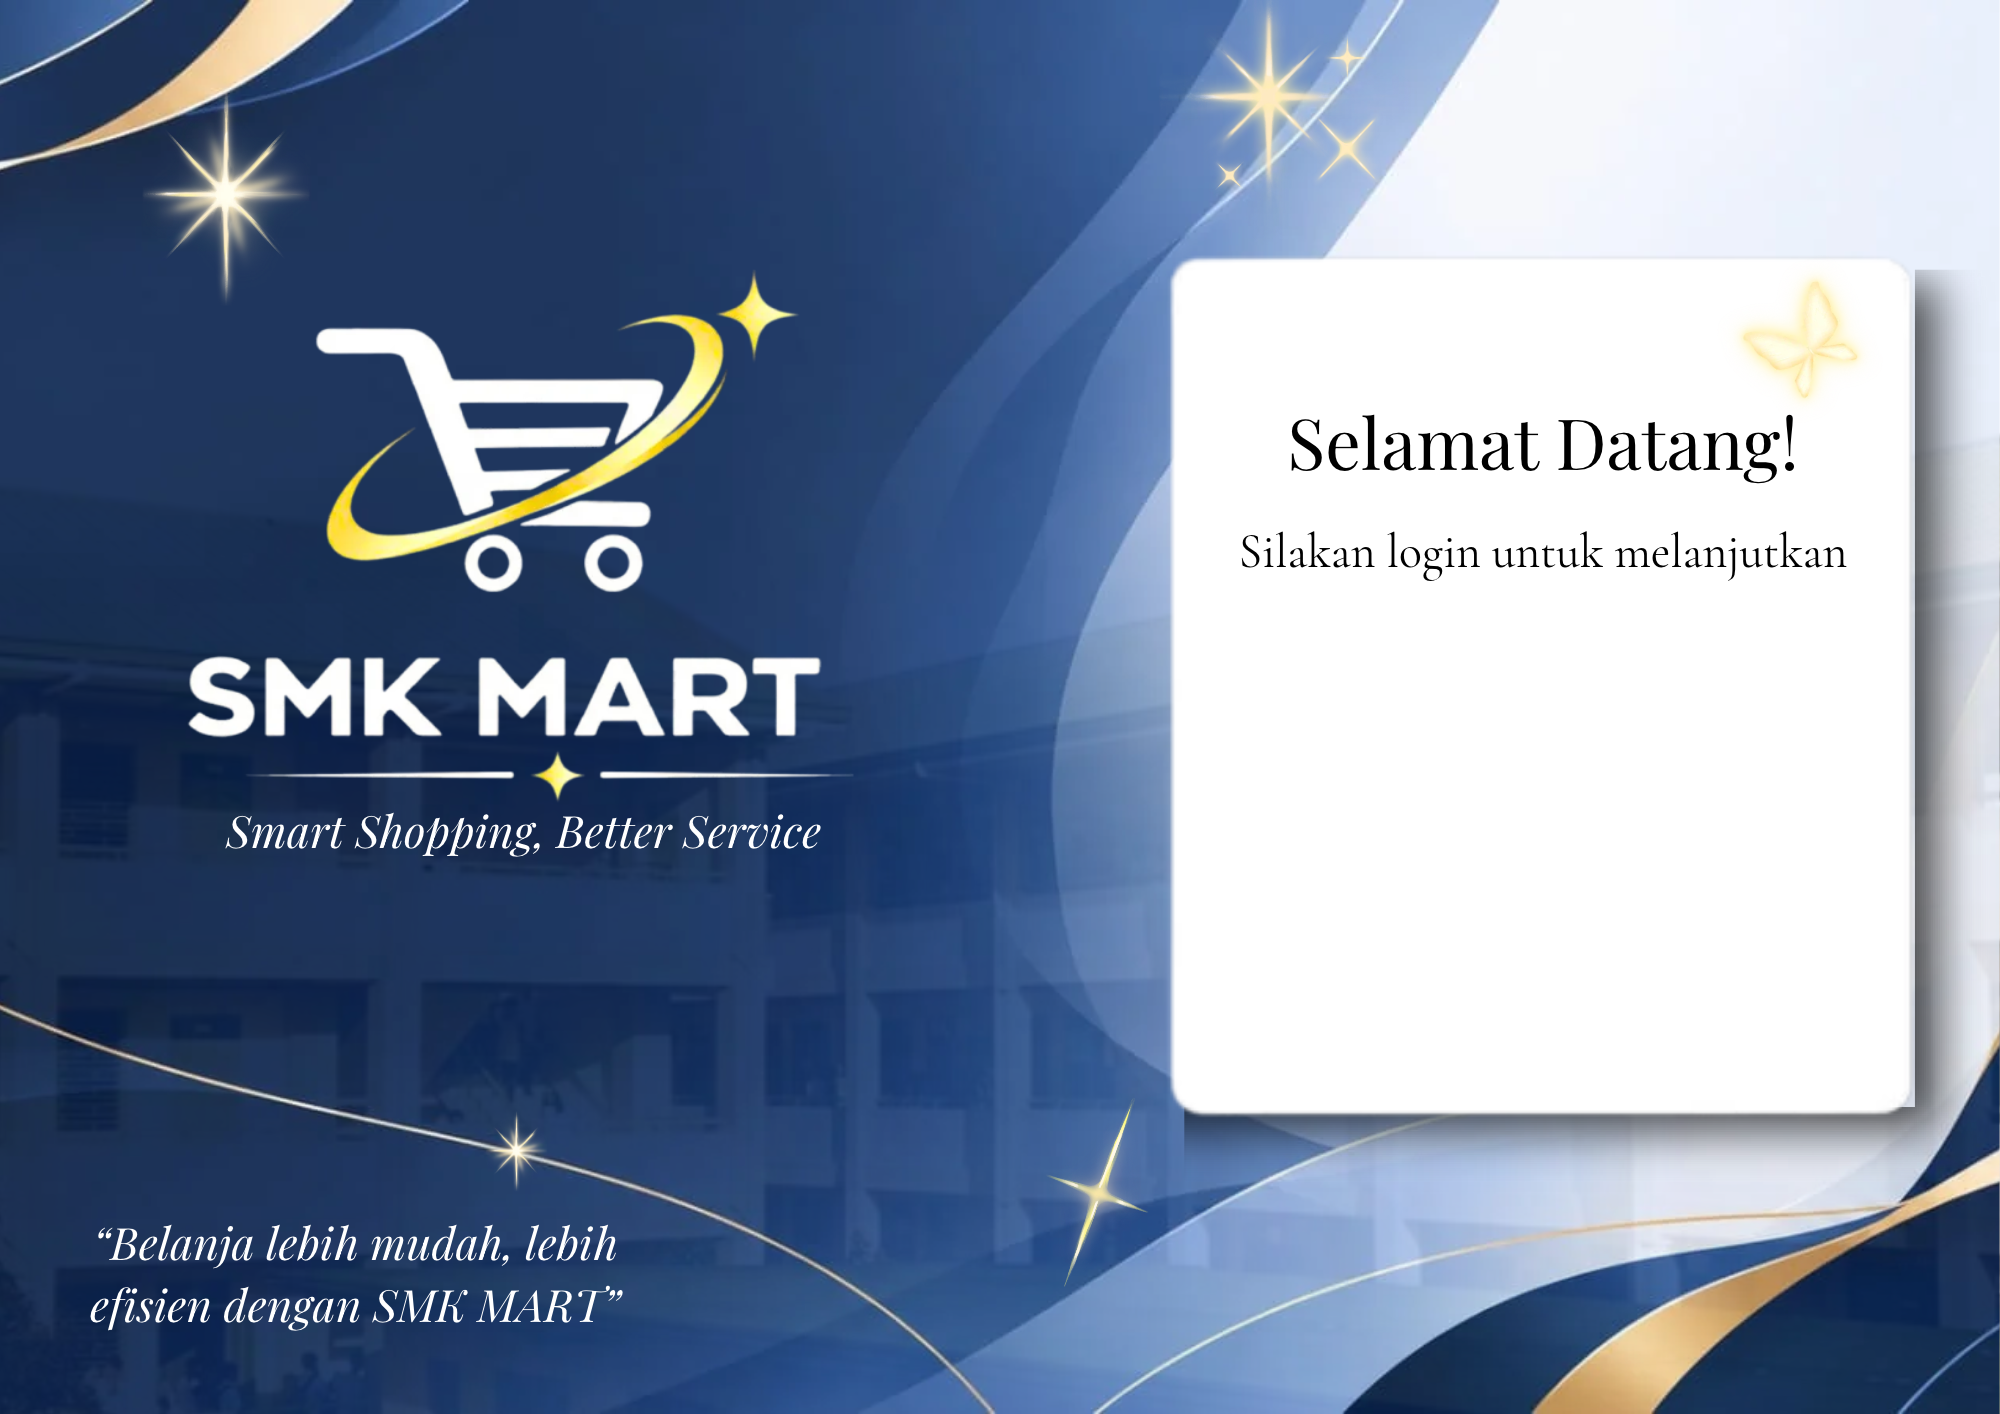 SMK MART
Smart Shopping, Better Service
“Belanja lebih mudah, lebih
efisien dengan SMK MART”
Selamat Datang!
Silakan login untuk melanjutkan